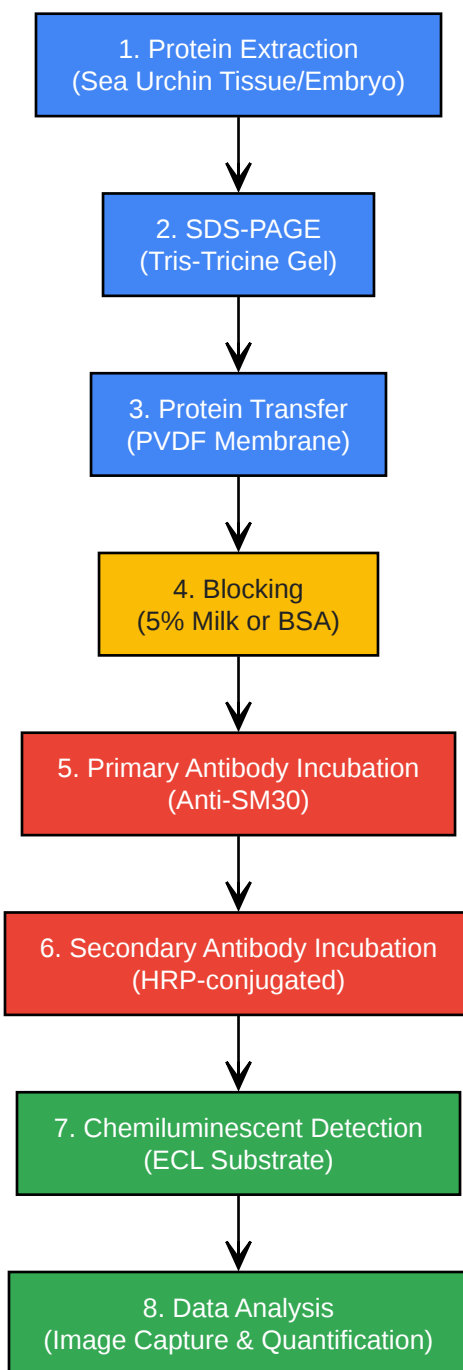 1. Protein Extraction
(Sea Urchin Tissue/Embryo)
2. SDS-PAGE
(Tris-Tricine Gel)
3. Protein Transfer
(PVDF Membrane)
4. Blocking
(5% Milk or BSA)
5. Primary Antibody Incubation
(Anti-SM30)
6. Secondary Antibody Incubation
(HRP-conjugated)
7. Chemiluminescent Detection
(ECL Substrate)
8. Data Analysis
(Image Capture & Quantification)